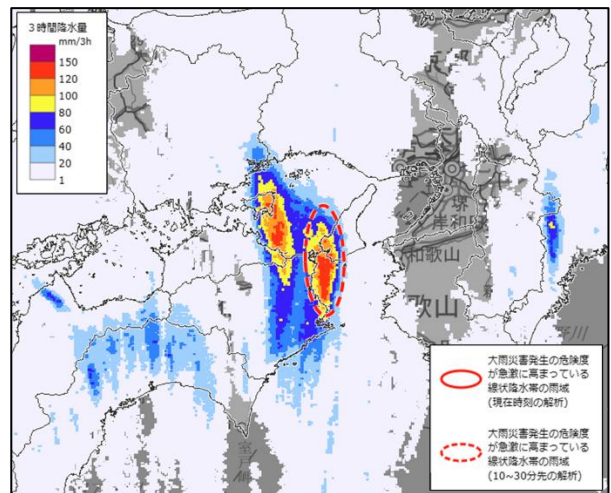 3時間降水量
mm/3h
150
120
100
80
60
40
20
1
堺
岸和田
和歌山
歌山
室戸岬
大雨災害発生の危険度
が急激に高まっている
線状降水帯の雨域
(現在時刻の解析)
大雨災害発生の危険度
が急激に高まっている
線状降水帯の雨域
(10~30分先の解析)